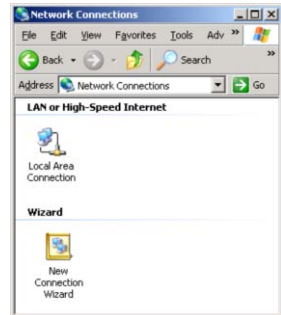 Network Connections
File Edit View Favorites Tools Adv »
Back Search »
Address Network Connections Go
LAN or High-Speed Internet
Local Area
Connection
Wizard
New
Connection
Wizard